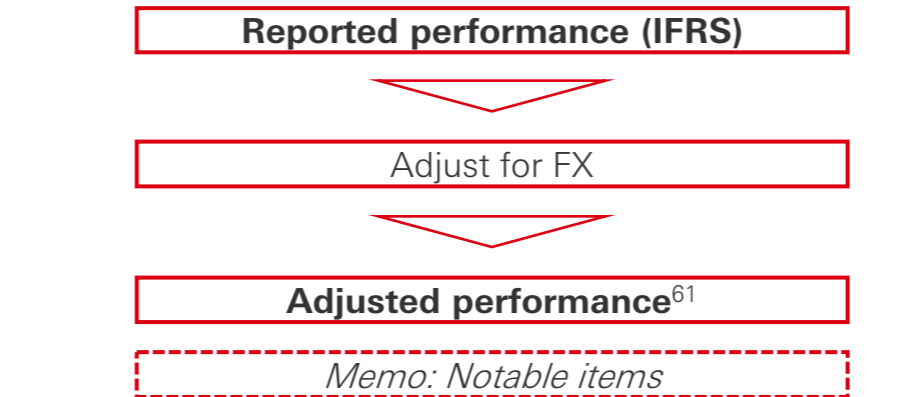 Reported performance (IFRS)
Adjust for FX
Adjusted performance61
Memo: Notable items